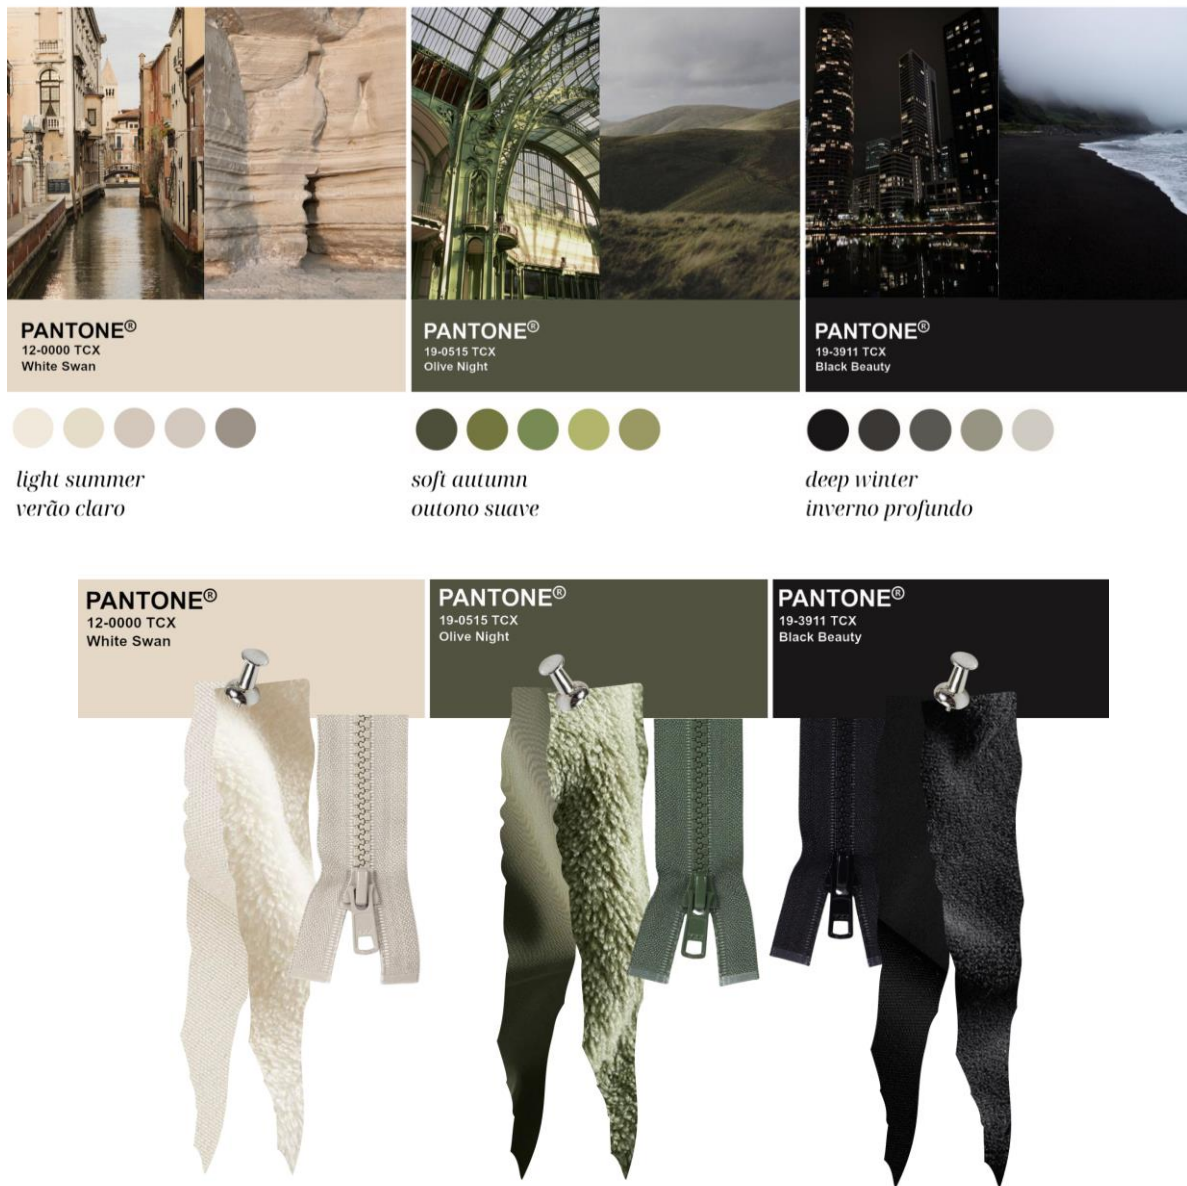 PANTONE®
12-0000 TCX
White Swan
PANTONE®
19-0515 TCX
Olive Night
PANTONE®
19-3911 TCX
Black Beauty
light summer
verão claro
soft autumn
outono suave
deep winter
inverno profundo
PANTONE®
12-0000 TCX
White Swan
PANTONE®
19-0515 TCX
Olive Night
PANTONE®
19-3911 TCX
Black Beauty